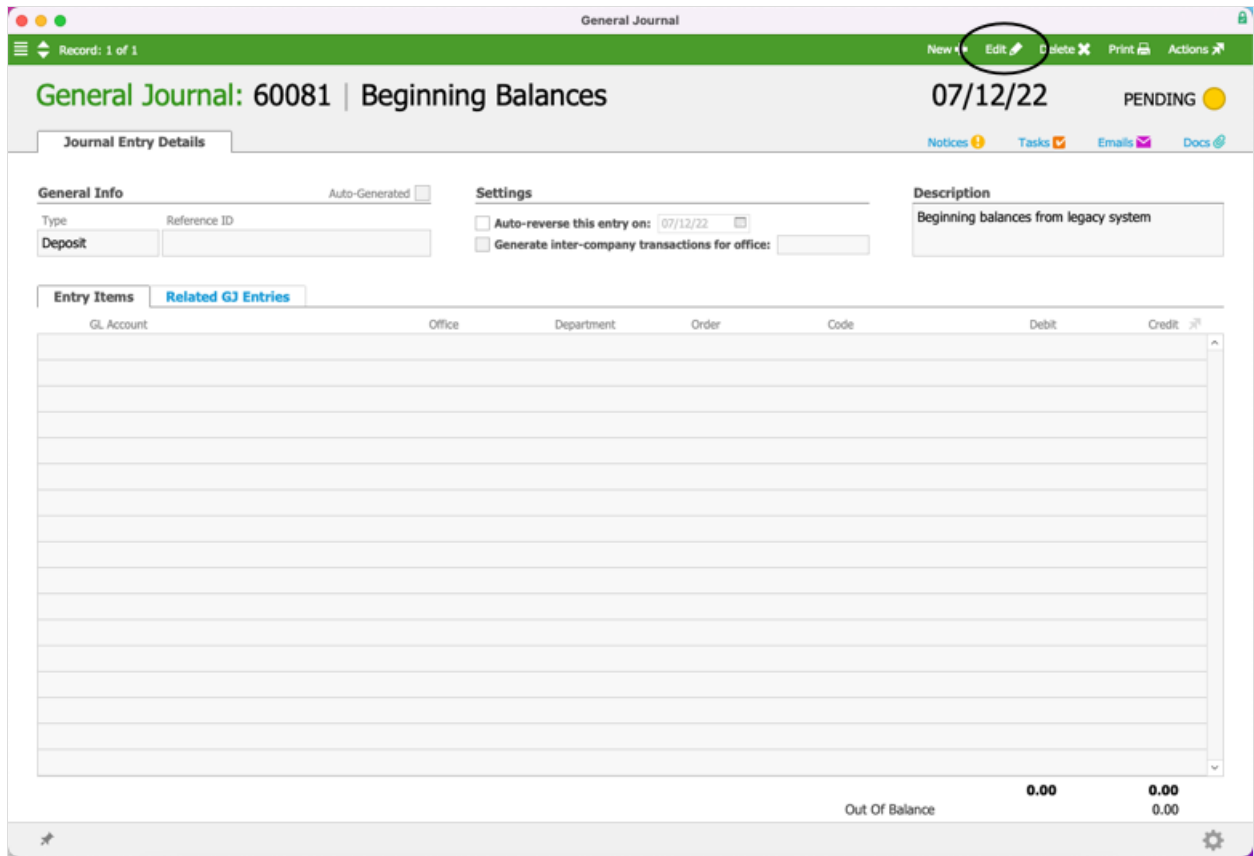 General Journal
Record: 1 of 1 New Edit Delete Print Actions
General Journal: 60081 | Beginning Balances 07/12/22 PENDING
Journal Entry Details Notices Tasks Emails Docs
General Info Auto-Generated Settings Description
Type Reference ID Auto-reverse this entry on: 07/12/22 Beginning balances from legacy system
Deposit Generate inter-company transactions for office:
Entry Items Related GJ Entries
GL Account Office Department Order Code Debit Credit
0.00 0.00
Out Of Balance 0.00